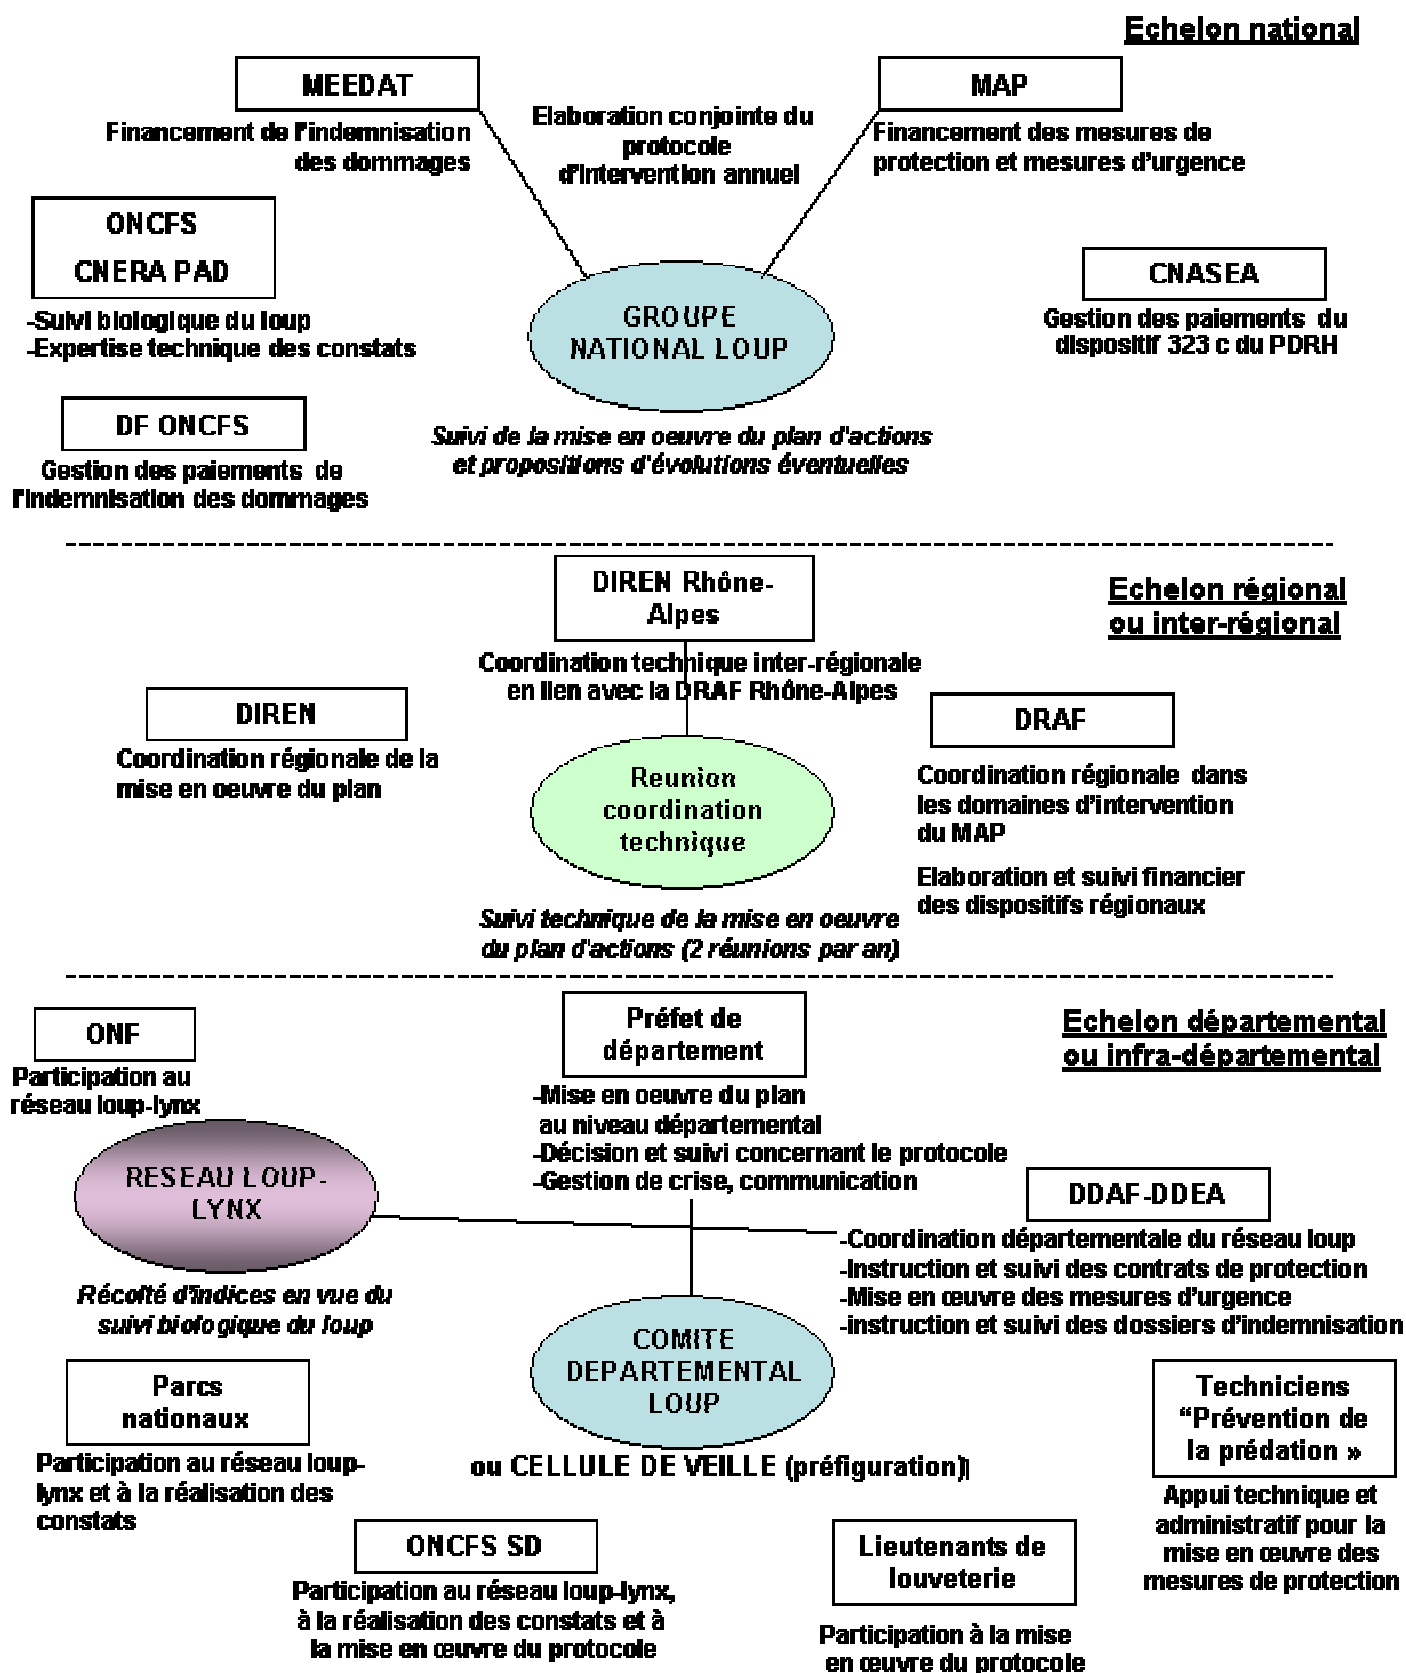 Echelon national
MEEDAT
Financement de l'indemnisation
des dommages
Elaboration conjointe du
protocole
d'intervention annuel
MAP
Financement des mesures de
protection et mesures d'urgence
ONCFS
CNERA PAD
-Suivi biologique du loup
-Expertise technique des constats
GROUPE
NATIONAL LOUP
CNASEA
Gestion des paiements du
dispositif 323 c du PDRH
DF ONCFS
Gestion des paiements de
l'indemnisation des dommages
Suivi de la mise en oeuvre du plan d'actions
et propositions d'évolutions éventuelles
Echelon régional
ou inter-régional
DIREN Rhône-
Alpes
Coordination technique inter-régionale
en lien avec la DRAF Rhône-Alpes
DIREN
Coordination régionale de la
mise en oeuvre du plan
Reunion
coordination
technique
DRAF
Coordination régionale dans
les domaines d'intervention
du MAP
Elaboration et suivi financier
des dispositifs régionaux
Suivi technique de la mise en oeuvre
du plan d'actions (2 réunions par an)
Echelon départemental
ou infra-départemental
ONF
Participation au
réseau loup-lynx
Préfet de
département
-Mise en oeuvre du plan
au niveau départemental
-Décision et suivi concernant le protocole
-Gestion de crise, communication
RESEAU LOUP-
LYNX
Récolté d'indices en vue du
suivi biologique du loup
DDAF-DDEA
-Coordination départementale du réseau loup
-Instruction et suivi des contrats de protection
-Mise en œuvre des mesures d'urgence
-instruction et suivi des dossiers d'indemnisation
COMITE
DEPARTEMENTAL
LOUP
ou CELLULE DE VEILLE (préfiguration))
Parcs
nationaux
Participation au réseau loup-
lynx et à la réalisation des
constats
Techniciens
“Prévention de
la prédation »
Appui technique et
administratif pour la
mise en œuvre des
mesures de protection
ONCFS SD
Participation au réseau loup-lynx,
à la réalisation des constats et à
la mise en œuvre du protocole
Lieutenants de
louveterie
Participation à la mise
en œuvre du protocole